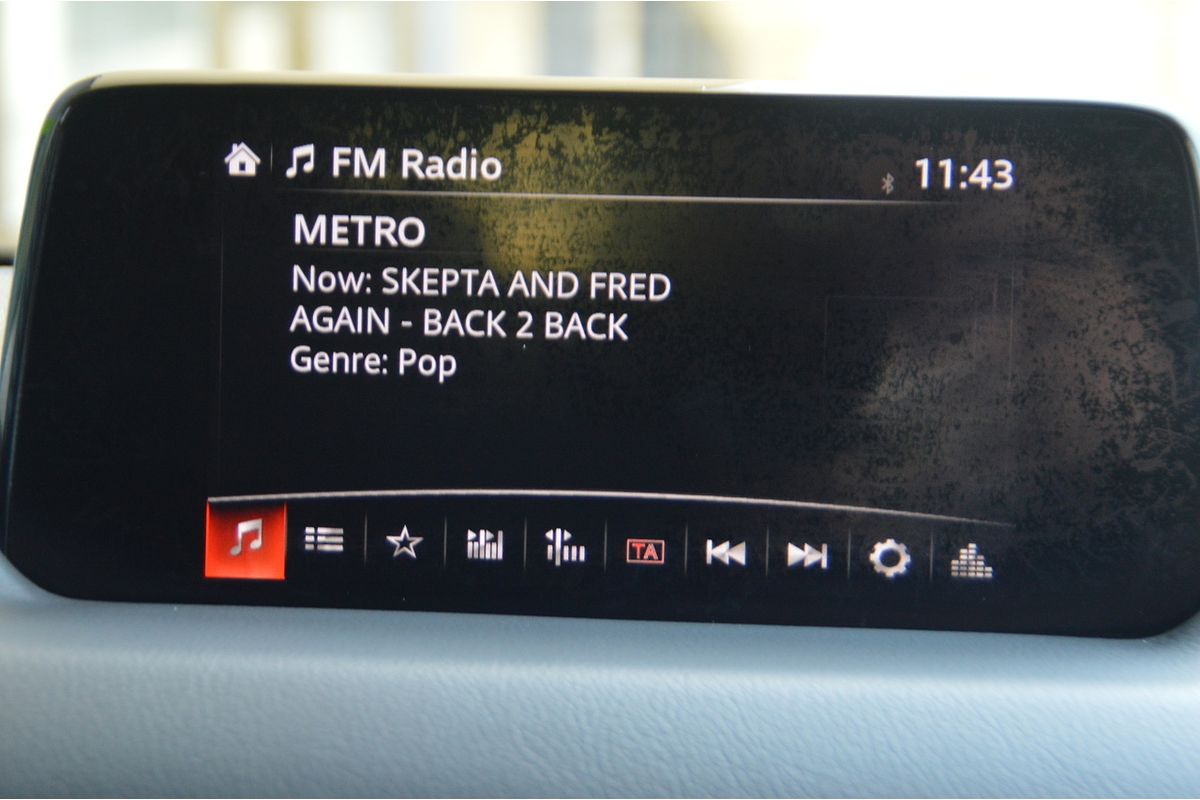 FM Radio
11:43
METRO
Now: SKEPTA AND FRED
AGAIN - BACK 2 BACK
Genre: Pop
TA